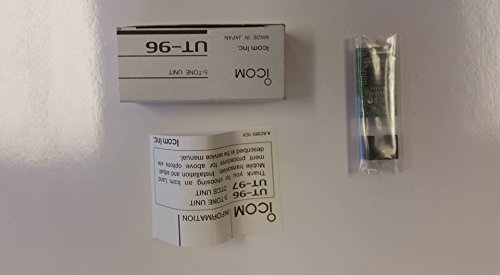 ICOM
5-TONE UNIT
UT-96
Icom Inc.
MADE IN JAPAN
ICOM
INFORMATION
UT-96 5-TONE UNIT
UT-97 DTCS UNIT
Thank you for choosing an Icom Land
Mobile transceiver. Installation and adjust-
ment procedures for above options are
described in the service manual.
Icom Inc.